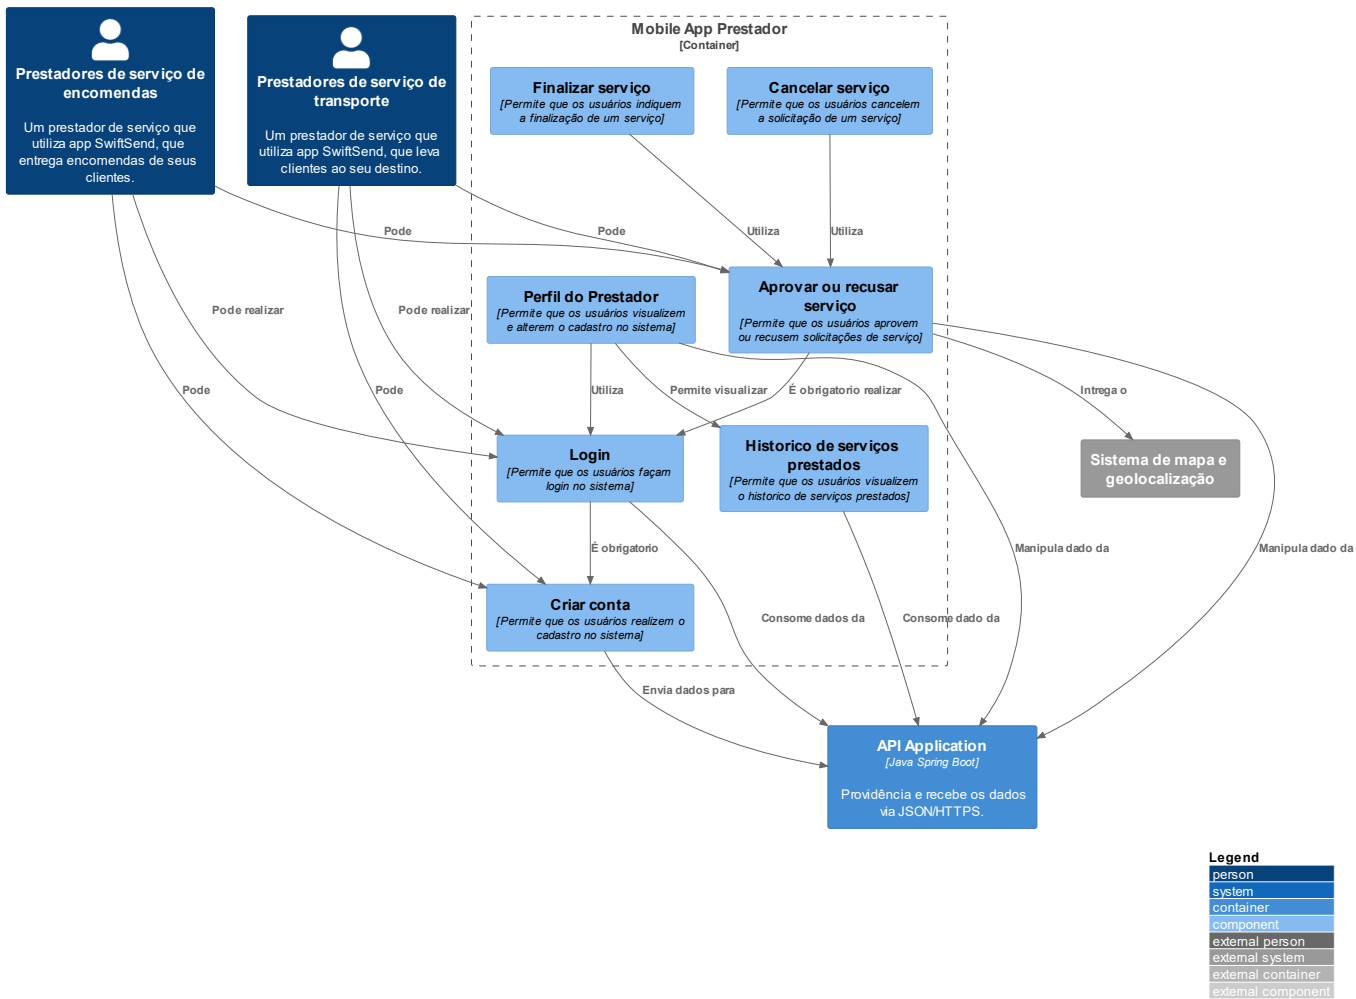 Prestadores de serviço de
encomendas
Um prestador de serviço que
utiliza app SwiftSend, que
entrega encomendas de seus
clientes.
Prestadores de serviço de
transporte
Um prestador de serviço que
utiliza app SwiftSend, que leva
clientes ao seu destino.
Mobile App Prestador
[Container]
Finalizar serviço
[Permite que os usuários indiquem
a finalização de um serviço]
Cancelar serviço
[Permite que os usuários cancelem
a solicitação de um serviço]
Pode
Pode
Utiliza
Utiliza
Pode realizar
Pode realizar
Perfil do Prestador
[Permite que os usuários visualizem
e alterem o cadastro no sistema]
Aprovar ou recusar
serviço
[Permite que os usuários aprovem
ou recusem solicitações de serviço]
Pode
Pode
Utiliza
Permite visualizar
É obrigatorio realizar
Intrega o
Login
[Permite que os usuários façam
login no sistema]
Historico de serviços
prestados
[Permite que os usuários visualizem
o historico de serviços prestados]
Sistema de mapa e
geolocalização
É obrigatorio
Manipula dado da
Manipula dado da
Criar conta
[Permite que os usuários realizem o
cadastro no sistema]
Consome dados da
Consome dado da
Envia dados para
API Application
[Java Spring Boot]
Providência e recebe os dados
via JSON/HTTPS.
Legend
person
system
container
component
external person
external system
external container
external component